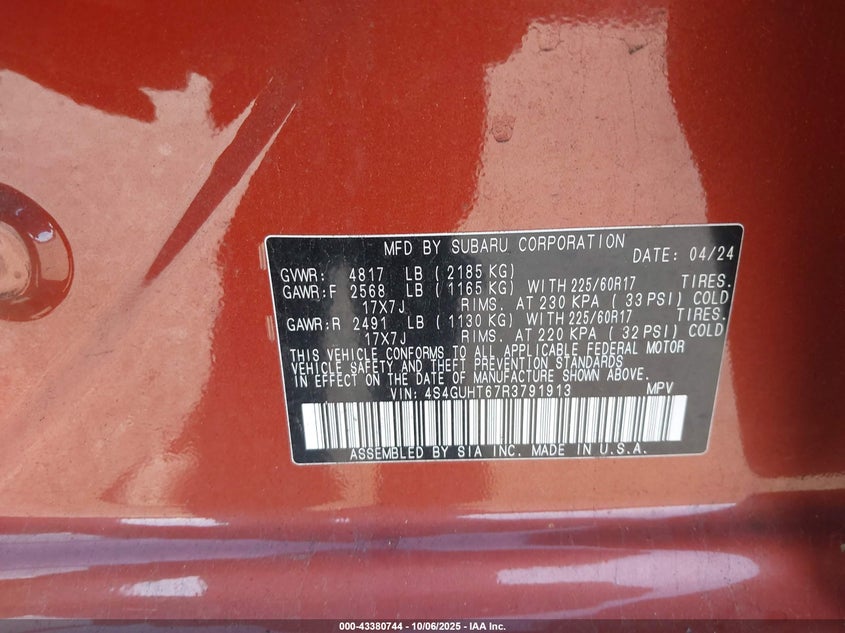 MFD BY SUBARU CORPORATION DATE: 04/24
GVWR: 4817 LB ( 2185 KG)
GAWR:F 2568 LB ( 1165 KG) WITH 225/60R17 TIRES.
17X7J RIMS. AT 230 KPA ( 33 PSI) COLD
GAWR:R 2491 LB ( 1130 KG) WITH 225/60R17 TIRES.
17X7J RIMS. AT 220 KPA ( 32 PSI) COLD
THIS VEHICLE CONFORMS TO ALL APPLICABLE FEDERAL MOTOR
VEHICLE SAFETY AND THEFT PREVENTION STANDARDS
IN EFFECT ON THE DATE OF MANUFACTURE SHOWN ABOVE.
VIN: 4S4GUHT67R3791913 MPV
ASSEMBLED BY SIA INC. MADE IN U.S.A.
000-43380744 - 10/06/2025 - IAA Inc.